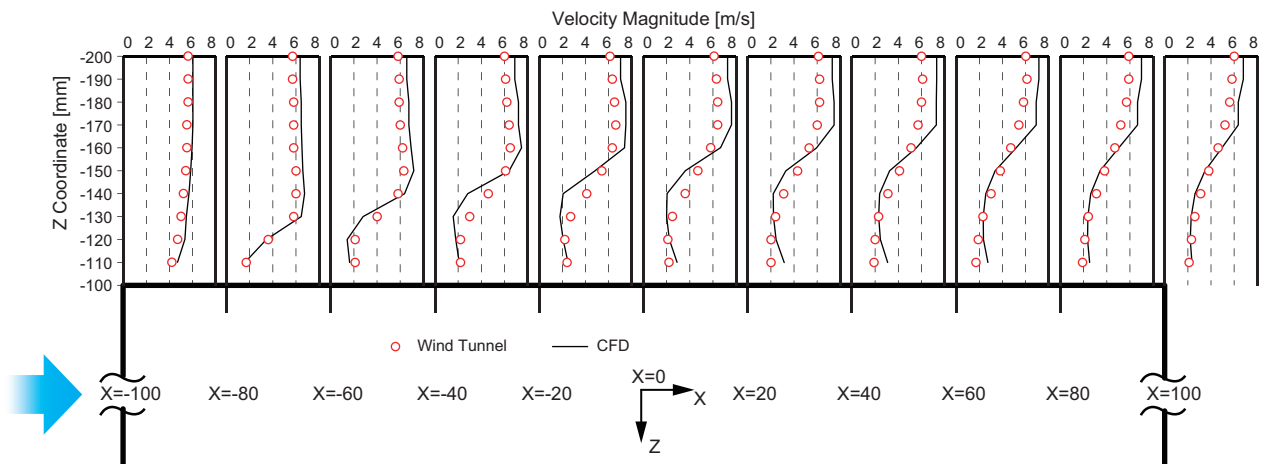 Velocity Magnitude [m/s]
0 2 4 6 8 0 2 4 6 8 0 2 4 6 8 0 2 4 6 8 0 2 4 6 8 0 2 4 6 8 0 2 4 6 8 0 2 4 6 8 0 2 4 6 8 0 2 4 6 8 0 2 4 6 8
Z Coordinate [mm]
-200
-190
-180
-170
-160
-150
-140
-130
-120
-110
-100
Wind Tunnel CFD
X=-100 X=-80 X=-60 X=-40 X=-20 X=0 X X=20 X=40 X=60 X=80 X=100
Z